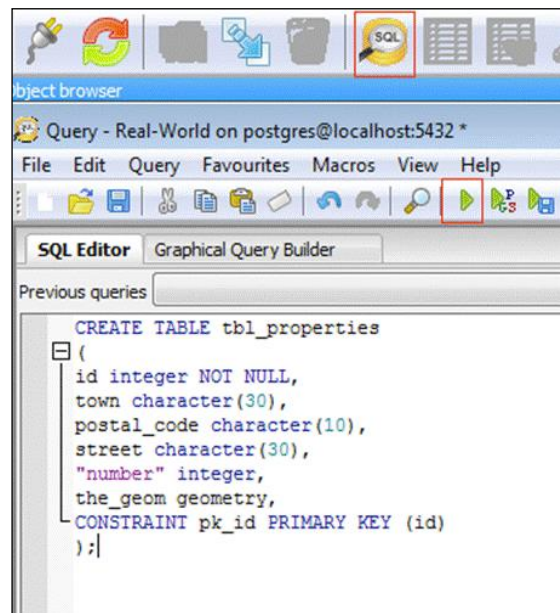 SQL
Object browser
Query - Real-World on postgres@localhost:5432 *
File Edit Query Favourites Macros View Help
SQL Editor Graphical Query Builder
Previous queries
CREATE TABLE tbl_properties
(
id integer NOT NULL,
town character(30),
postal_code character(10),
street character(30),
"number" integer,
the_geom geometry,
CONSTRAINT pk_id PRIMARY KEY (id)
);